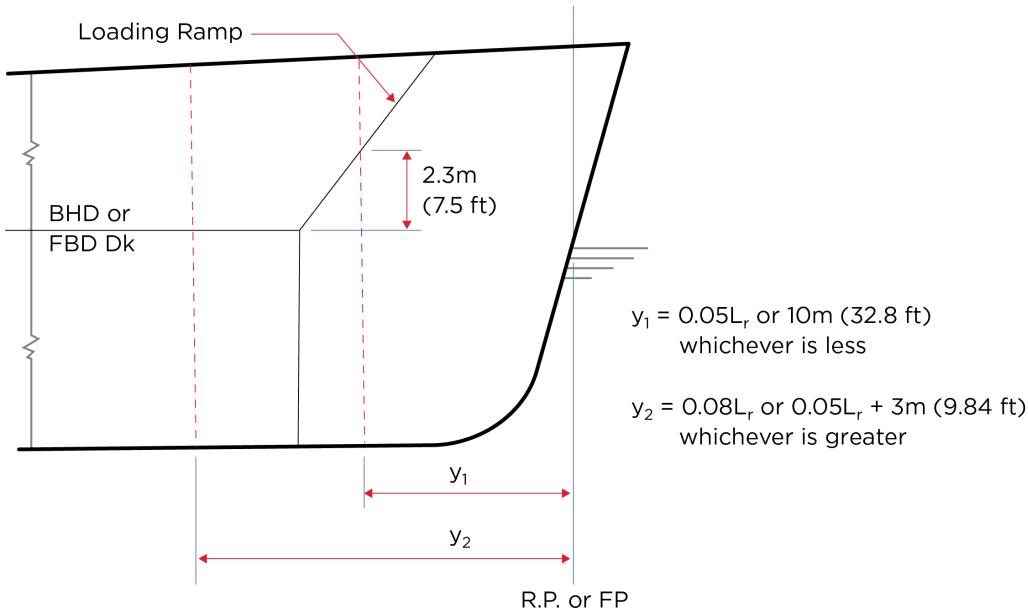 Loading Ramp
2.3m
(7.5 ft)
BHD or
FBD Dk
y₁ = 0.05Lᵣ or 10m (32.8 ft)
whichever is less
y₂ = 0.08Lᵣ or 0.05Lᵣ + 3m (9.84 ft)
whichever is greater
y₁
y₂
R.P. or FP